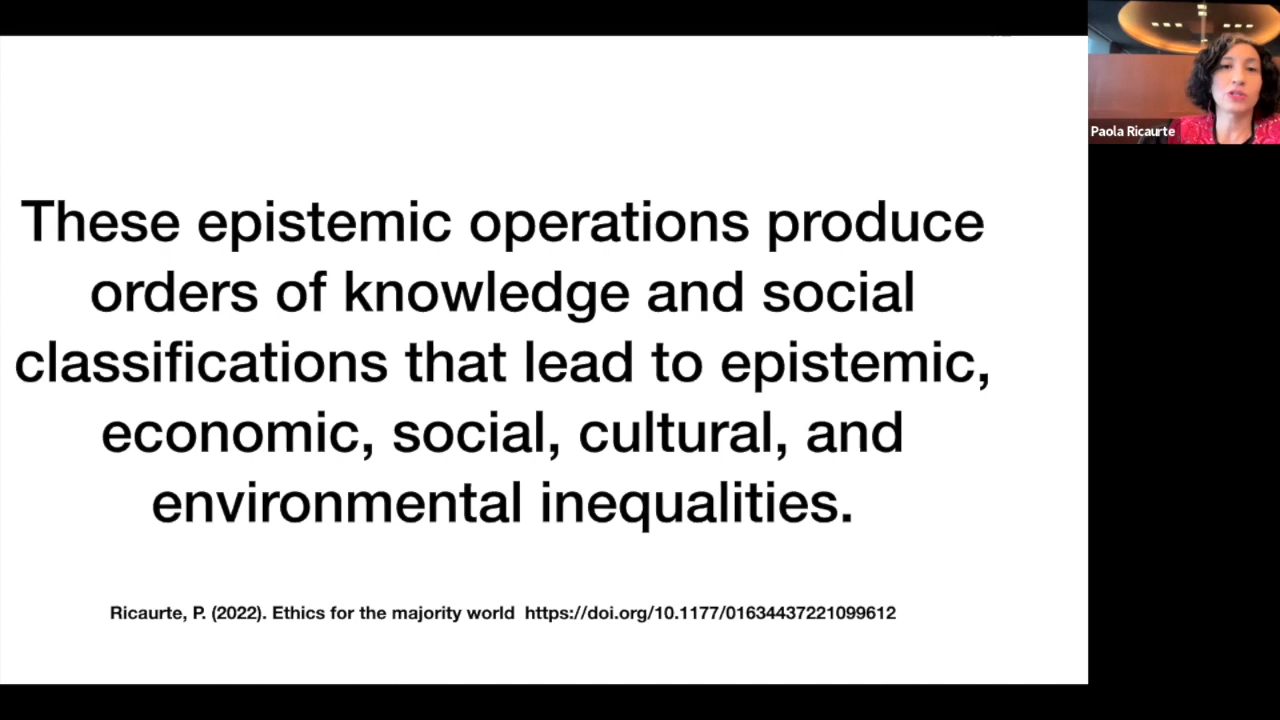 These epistemic operations produce
orders of knowledge and social
classifications that lead to epistemic,
economic, social, cultural, and
environmental inequalities.
Ricaurte, P. (2022). Ethics for the majority world https://doi.org/10.1177/01634437221099612
Paola Ricaurte